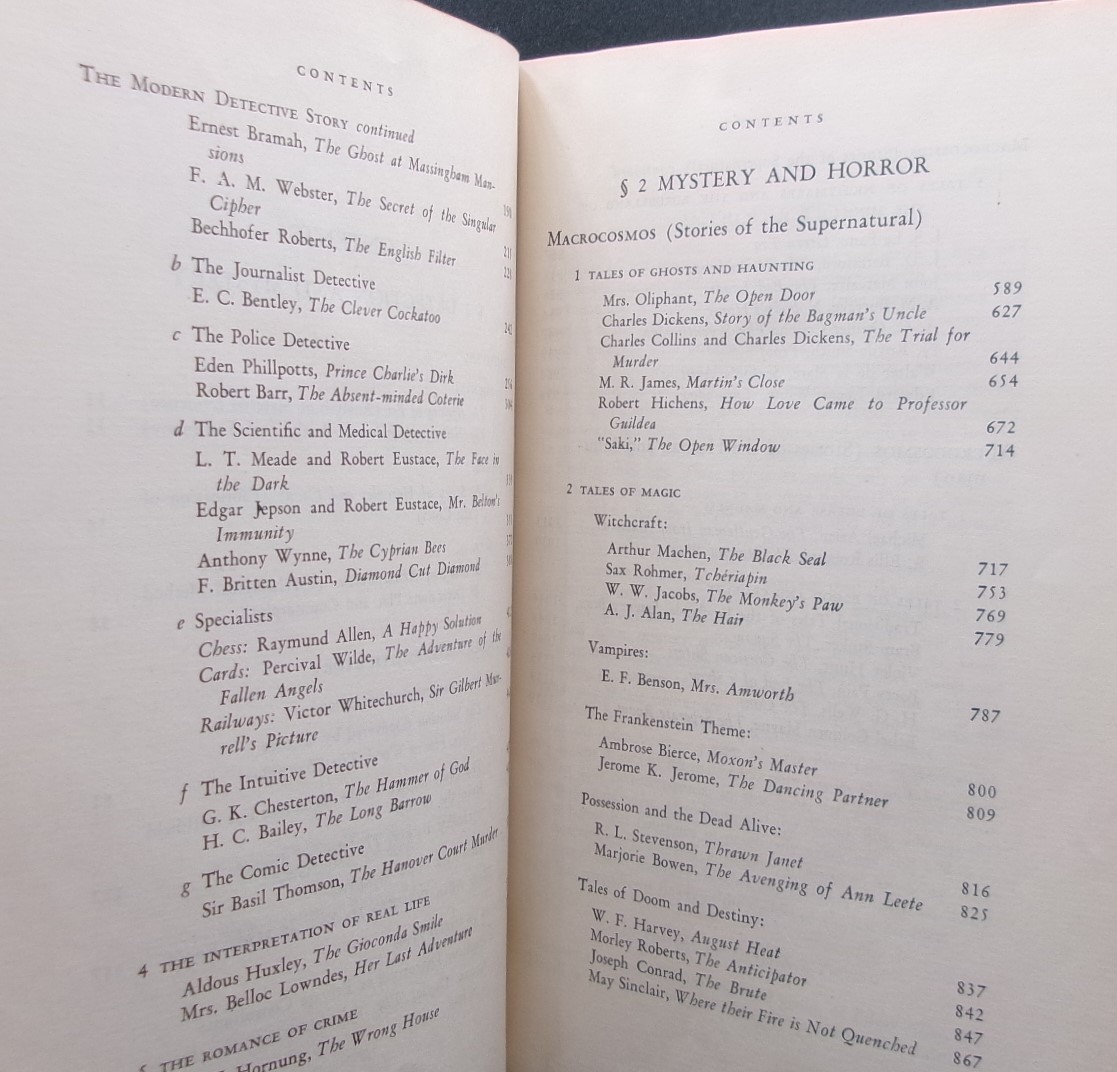 CONTENTS
THE MODERN DETECTIVE STORY continued
Ernest Bramah, The Ghost at Massingham Man-
sions
F. A. M. Webster, The Secret of the Singular
Cipher
Bechhofer Roberts, The English Filter
b The Journalist Detective
E. C. Bentley, The Clever Cockatoo
c The Police Detective
Eden Phillpotts, Prince Charlie's Dirk
Robert Barr, The Absent-minded Coterie
d The Scientific and Medical Detective
L. T. Meade and Robert Eustace, The Face in
the Dark
Edgar Jepson and Robert Eustace, Mr. Belton's
Immunity
Anthony Wynne, The Cyprian Bees
F. Britten Austin, Diamond Cut Diamond
e Specialists
Chess: Raymund Allen, A Happy Solution
Cards: Percival Wilde, The Adventure of the
Fallen Angels
Railways: Victor Whitechurch, Sir Gilbert Mur-
rell's Picture
f The Intuitive Detective
G. K. Chesterton, The Hammer of God
H. C. Bailey, The Long Barrow
g The Comic Detective
Sir Basil Thomson, The Hanover Court Murder
4 THE INTERPRETATION OF REAL LIFE
Aldous Huxley, The Gioconda Smile
Mrs. Belloc Lowndes, Her Last Adventure
THE ROMANCE OF CRIME
Hornung, The Wrong House
CONTENTS
§ 2 MYSTERY AND HORROR
MACROCOSMOS (Stories of the Supernatural)
1 TALES OF GHOSTS AND HAUNTING
Mrs. Oliphant, The Open Door 589
Charles Dickens, Story of the Bagman's Uncle 627
Charles Collins and Charles Dickens, The Trial for
Murder 644
M. R. James, Martin's Close 654
Robert Hichens, How Love Came to Professor
Guildea 672
"Saki," The Open Window 714
2 TALES OF MAGIC
Witchcraft:
Arthur Machen, The Black Seal 717
Sax Rohmer, Tchériapin 753
W. W. Jacobs, The Monkey's Paw 769
A. J. Alan, The Hair 779
Vampires:
E. F. Benson, Mrs. Amworth 787
The Frankenstein Theme:
Ambrose Bierce, Moxon's Master 800
Jerome K. Jerome, The Dancing Partner 809
Possession and the Dead Alive:
R. L. Stevenson, Thrawn Janet 816
Marjorie Bowen, The Avenging of Ann Leete 825
Tales of Doom and Destiny:
W. F. Harvey, August Heat 837
Morley Roberts, The Anticipator 842
Joseph Conrad, The Brute 847
May Sinclair, Where their Fire is Not Quenched 867